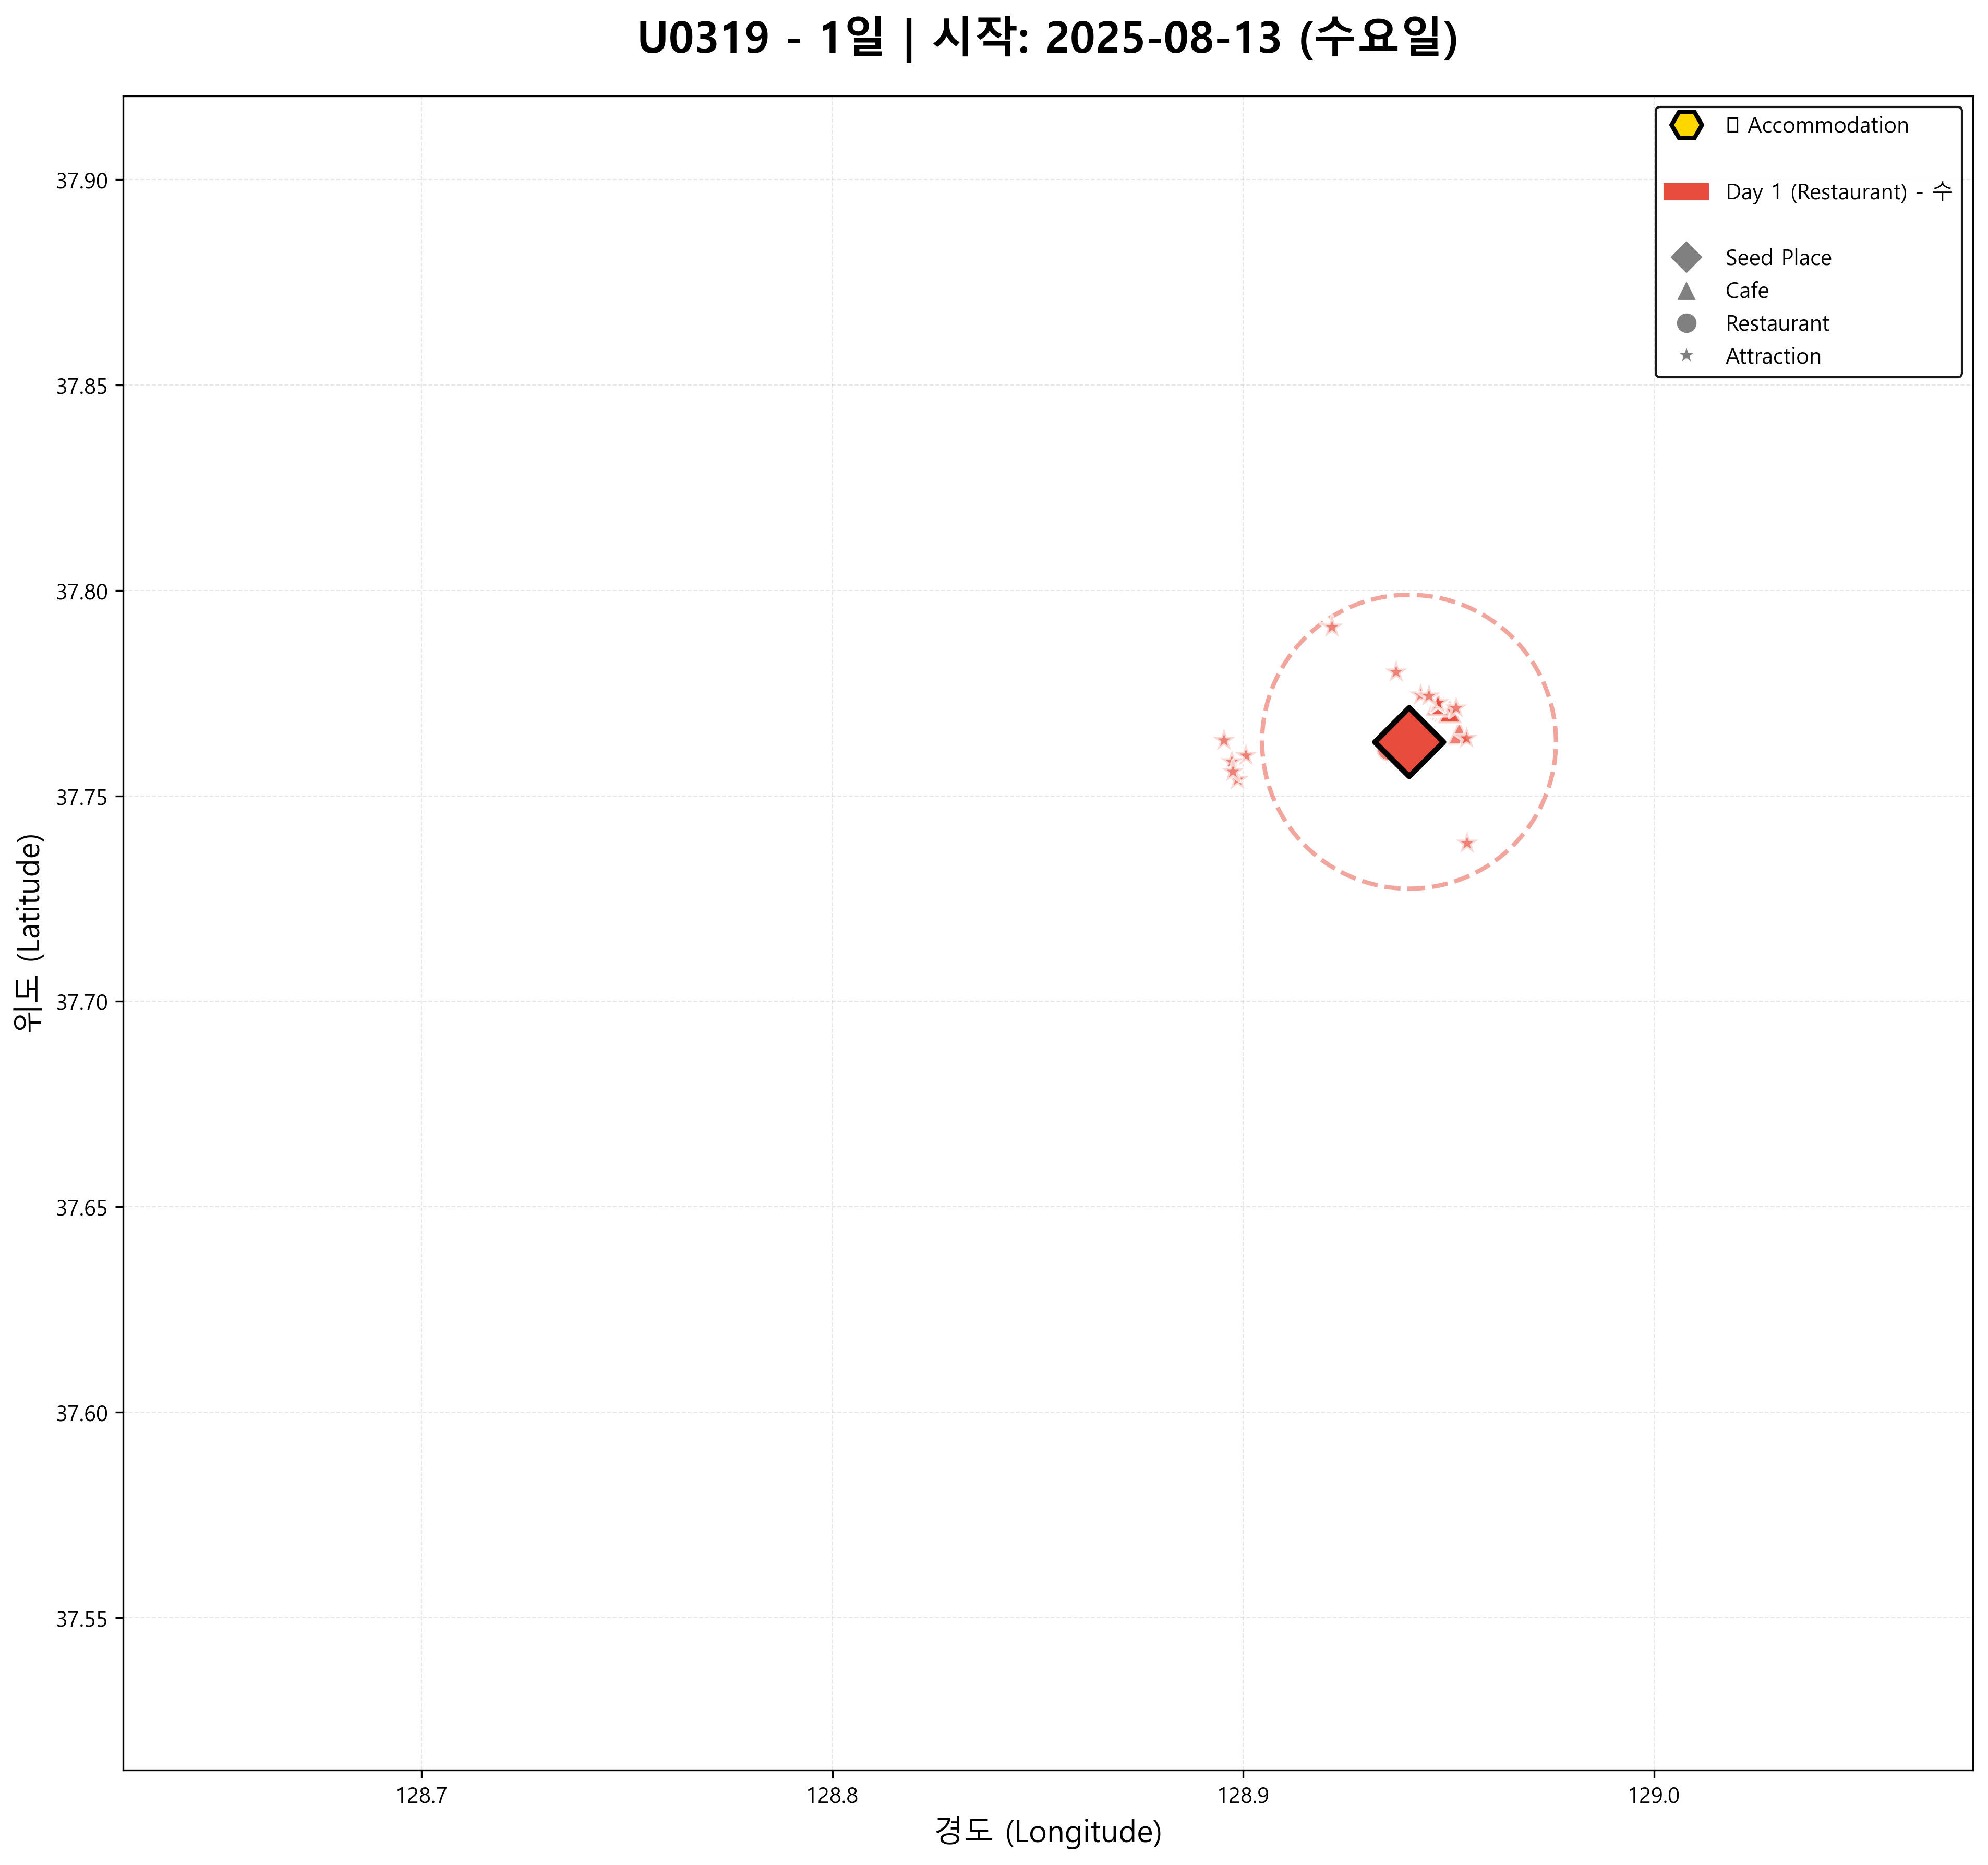 U0319 - 1일 | 시작: 2025-08-13 (수요일)
Accommodation
Day 1 (Restaurant) - 수
Seed Place
Cafe
Restaurant
Attraction
위도 (Latitude)
37.90
37.85
37.80
37.75
37.70
37.65
37.60
37.55
128.7
128.8
128.9
129.0
경도 (Longitude)